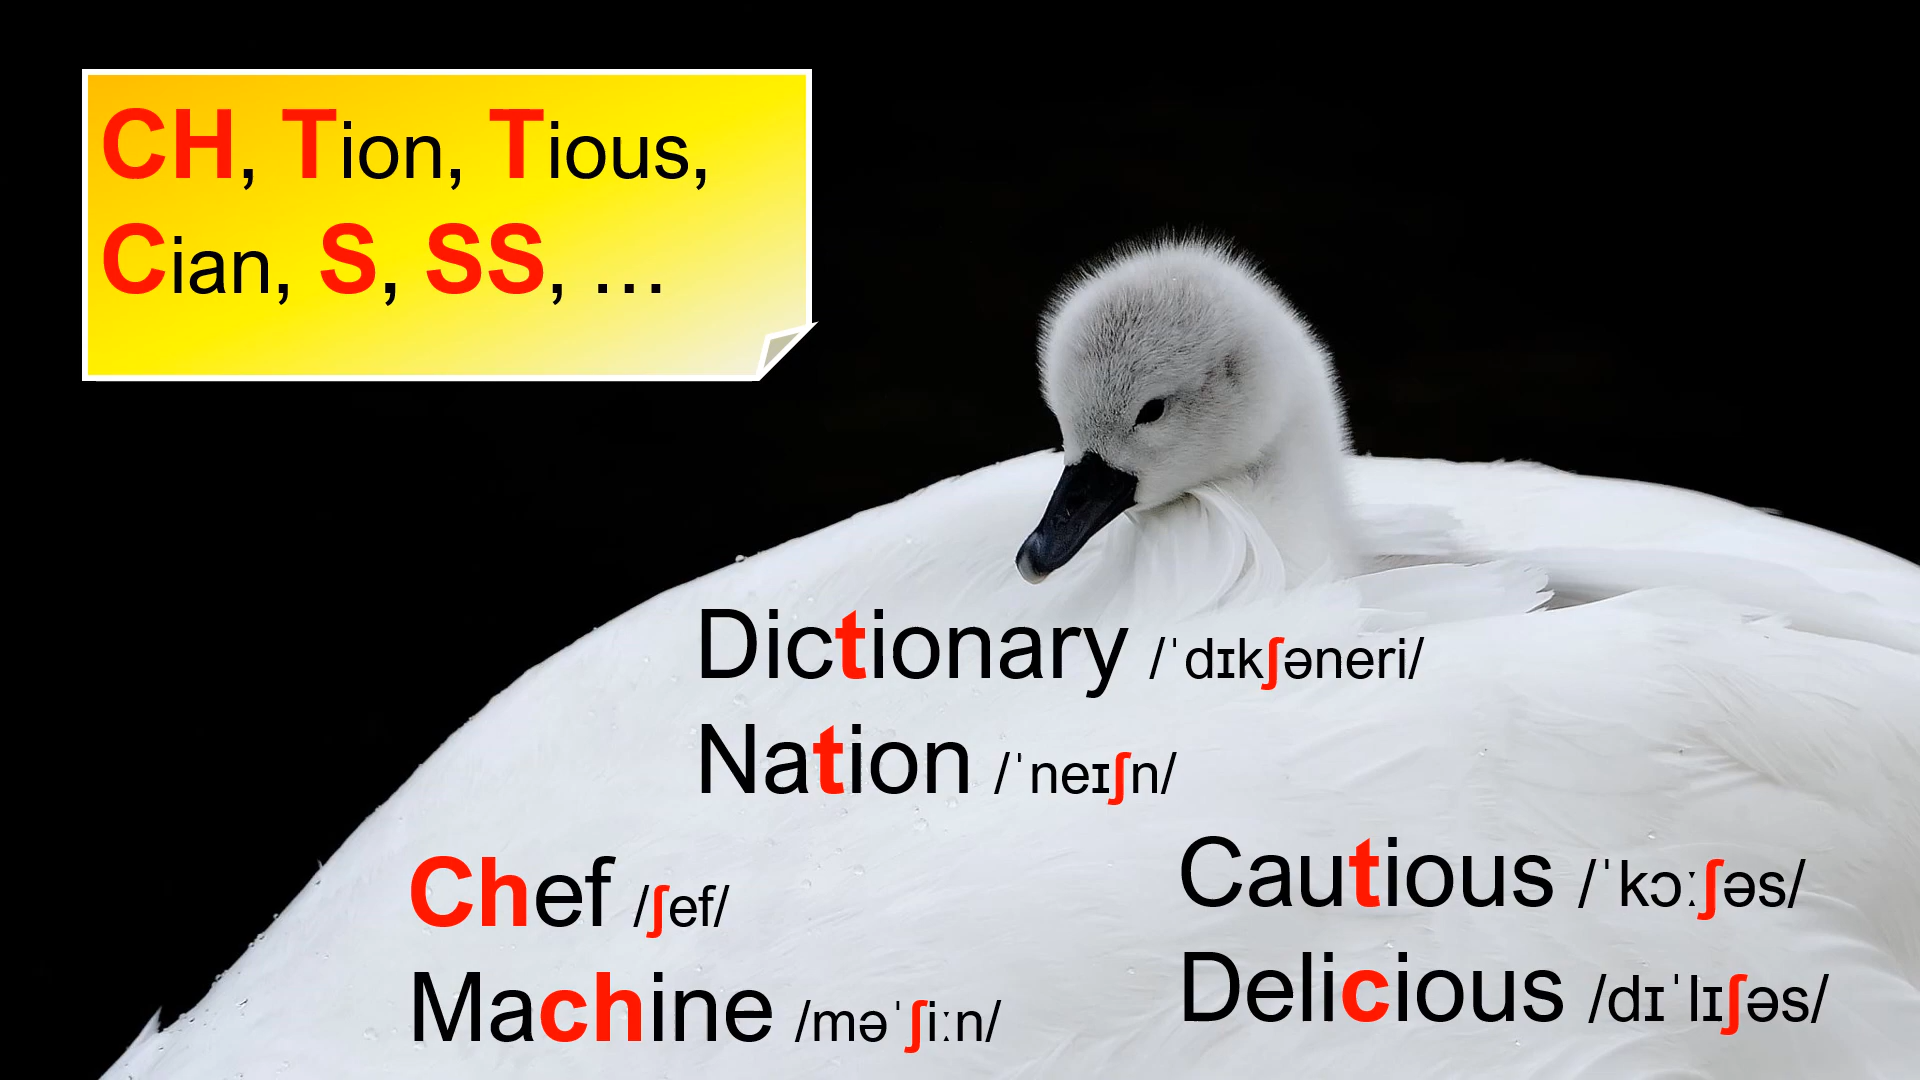 CH, Tion, Tious,
Cian, S, SS, …
Dictionary /ˈdɪkʃəneri/
Nation /ˈneɪʃn/
Chef /ʃef/
Machine /məˈʃiːn/
Cautious /ˈkɔːʃəs/
Delicious /dɪˈlɪʃəs/